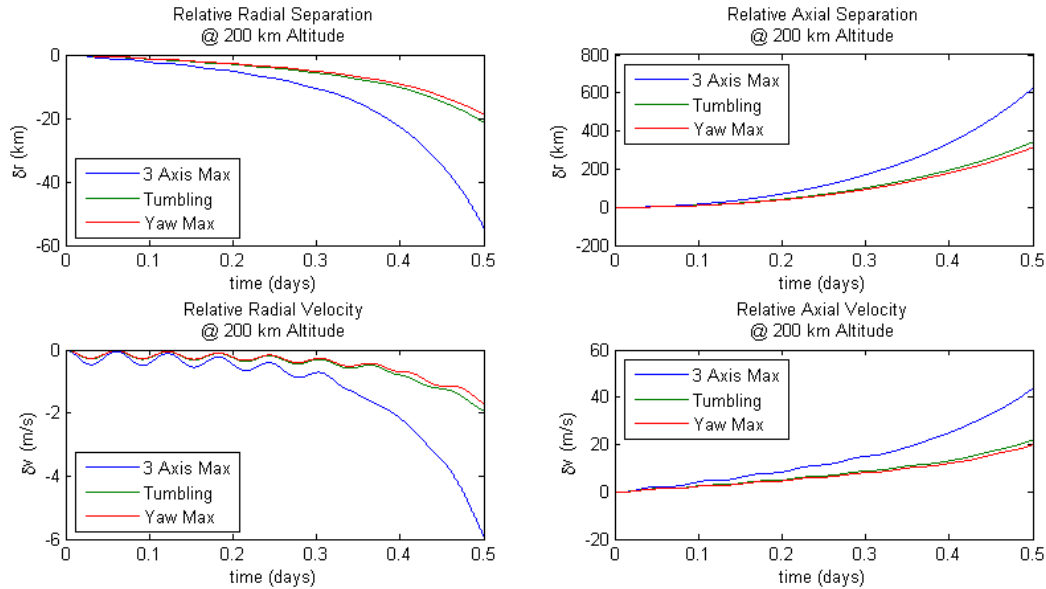 Relative Radial Separation
@ 200 km Altitude
0
-20
-40
-60
δr (km)
3 Axis Max
Tumbling
Yaw Max
0 0.1 0.2 0.3 0.4 0.5
time (days)
Relative Axial Separation
@ 200 km Altitude
800
600
400
200
0
-200
δr (km)
3 Axis Max
Tumbling
Yaw Max
0 0.1 0.2 0.3 0.4 0.5
time (days)
Relative Radial Velocity
@ 200 km Altitude
0
-2
-4
-6
δv (m/s)
3 Axis Max
Tumbling
Yaw Max
0 0.1 0.2 0.3 0.4 0.5
time (days)
Relative Axial Velocity
@ 200 km Altitude
60
40
20
0
-20
δv (m/s)
3 Axis Max
Tumbling
Yaw Max
0 0.1 0.2 0.3 0.4 0.5
time (days)